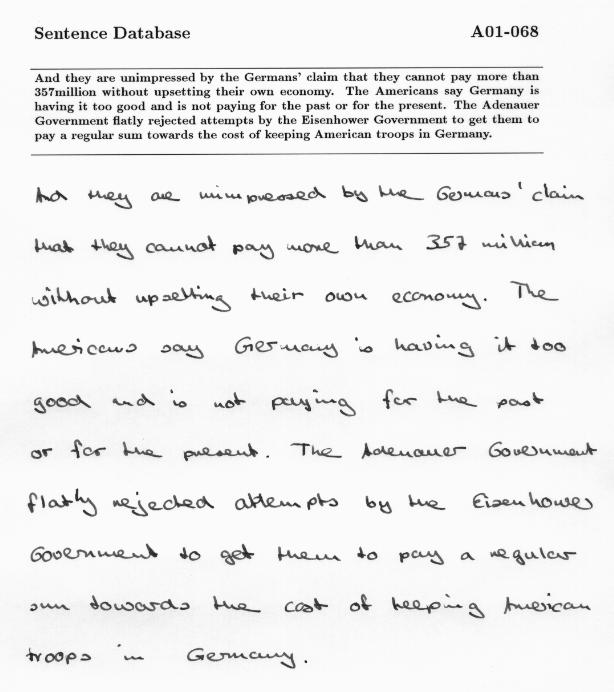 Sentence Database A01-068
And they are unimpressed by the Germans' claim that they cannot pay more than
357million without upsetting their own economy. The Americans say Germany is
having it too good and is not paying for the past or for the present. The Adenauer
Government flatly rejected attempts by the Eisenhower Government to get them to
pay a regular sum towards the cost of keeping American troops in Germany.
And they are unimpressed by the Germans' claim
that they cannot pay more than 357 million
without upsetting their own economy. The
Americans say Germany is having it too
good and is not paying for the past
or for the present. The Adenauer Government
flatly rejected attempts by the Eisenhower
Government to get them to pay a regular
sum towards the cost of keeping American
troops in Germany.